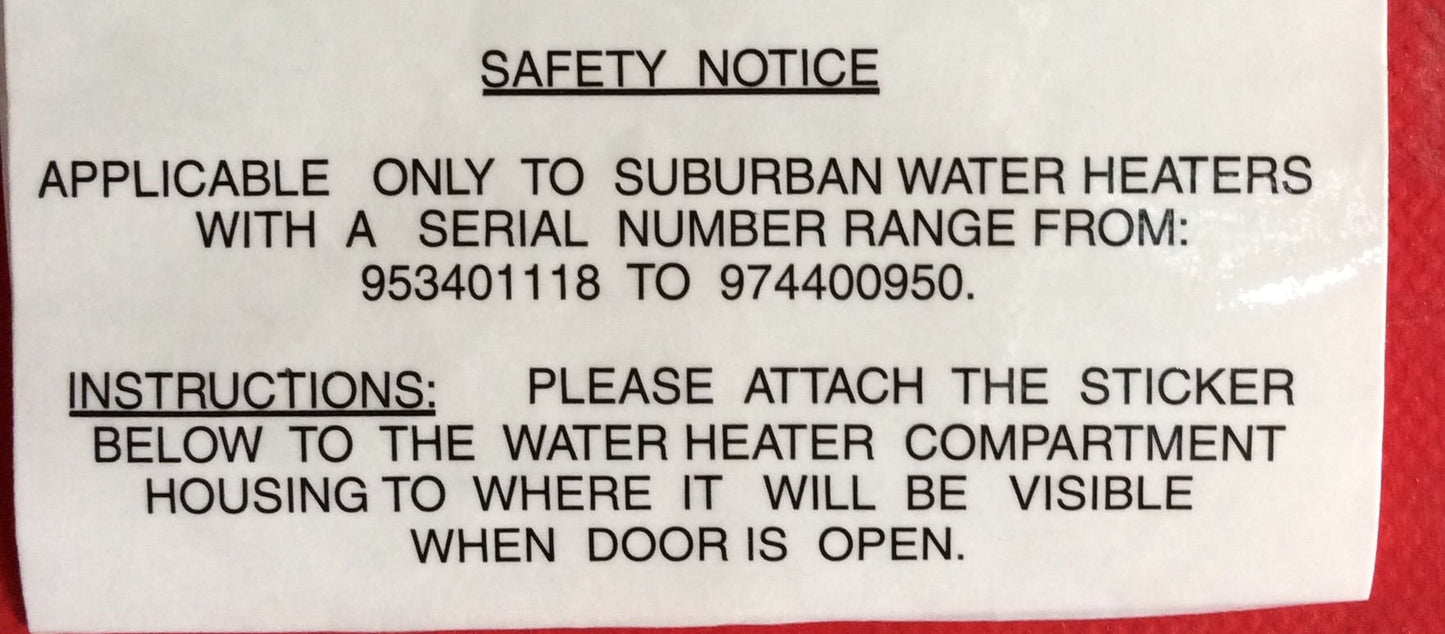 SAFETY NOTICE
APPLICABLE ONLY TO SUBURBAN WATER HEATERS
WITH A SERIAL NUMBER RANGE FROM:
953401118 TO 974400950.
INSTRUCTIONS: PLEASE ATTACH THE STICKER
BELOW TO THE WATER HEATER COMPARTMENT
HOUSING TO WHERE IT WILL BE VISIBLE
WHEN DOOR IS OPEN.